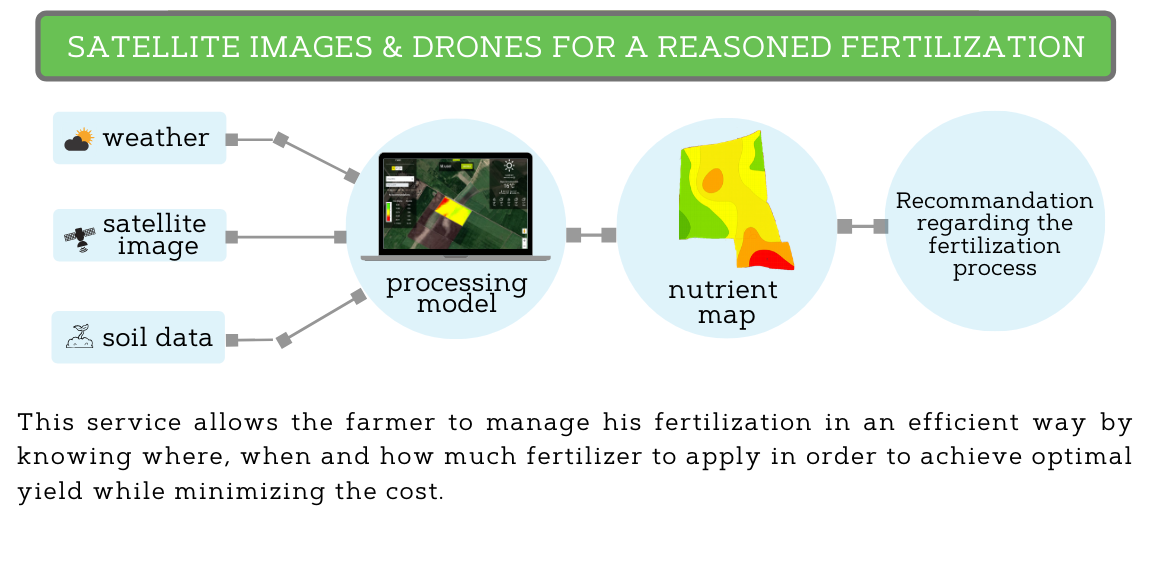 SATELLITE IMAGES & DRONES FOR A REASONED FERTILIZATION
weather
satellite
image
soil data
processing
model
nutrient
map
Recommandation
regarding the
fertilization
process
This service allows the farmer to manage his fertilization in an efficient way by
knowing where, when and how much fertilizer to apply in order to achieve optimal
yield while minimizing the cost.